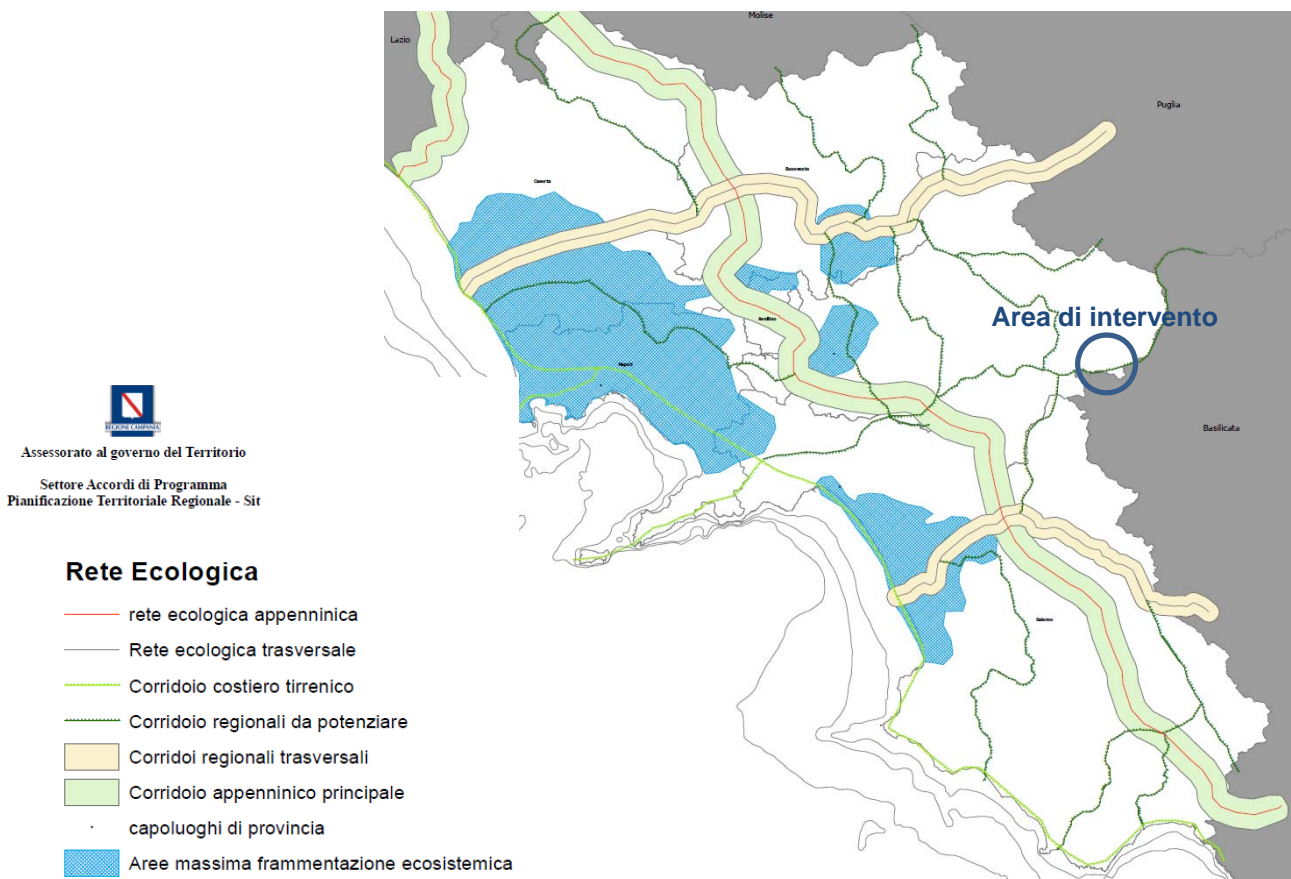 Molise
Lazio
Puglia
Caserta
Benevento
Area di intervento
Avellino
Napoli
Basilicata
Salerno
REGIONE CAMPANIA
Assessorato al governo del Territorio
Settore Accordi di Programma
Pianificazione Territoriale Regionale - Sit
Rete Ecologica
rete ecologica appenninica
Rete ecologica trasversale
Corridoio costiero tirrenico
Corridoio regionali da potenziare
Corridoi regionali trasversali
Corridoio appenninico principale
capoluoghi di provincia
Aree massima frammentazione ecosistemica